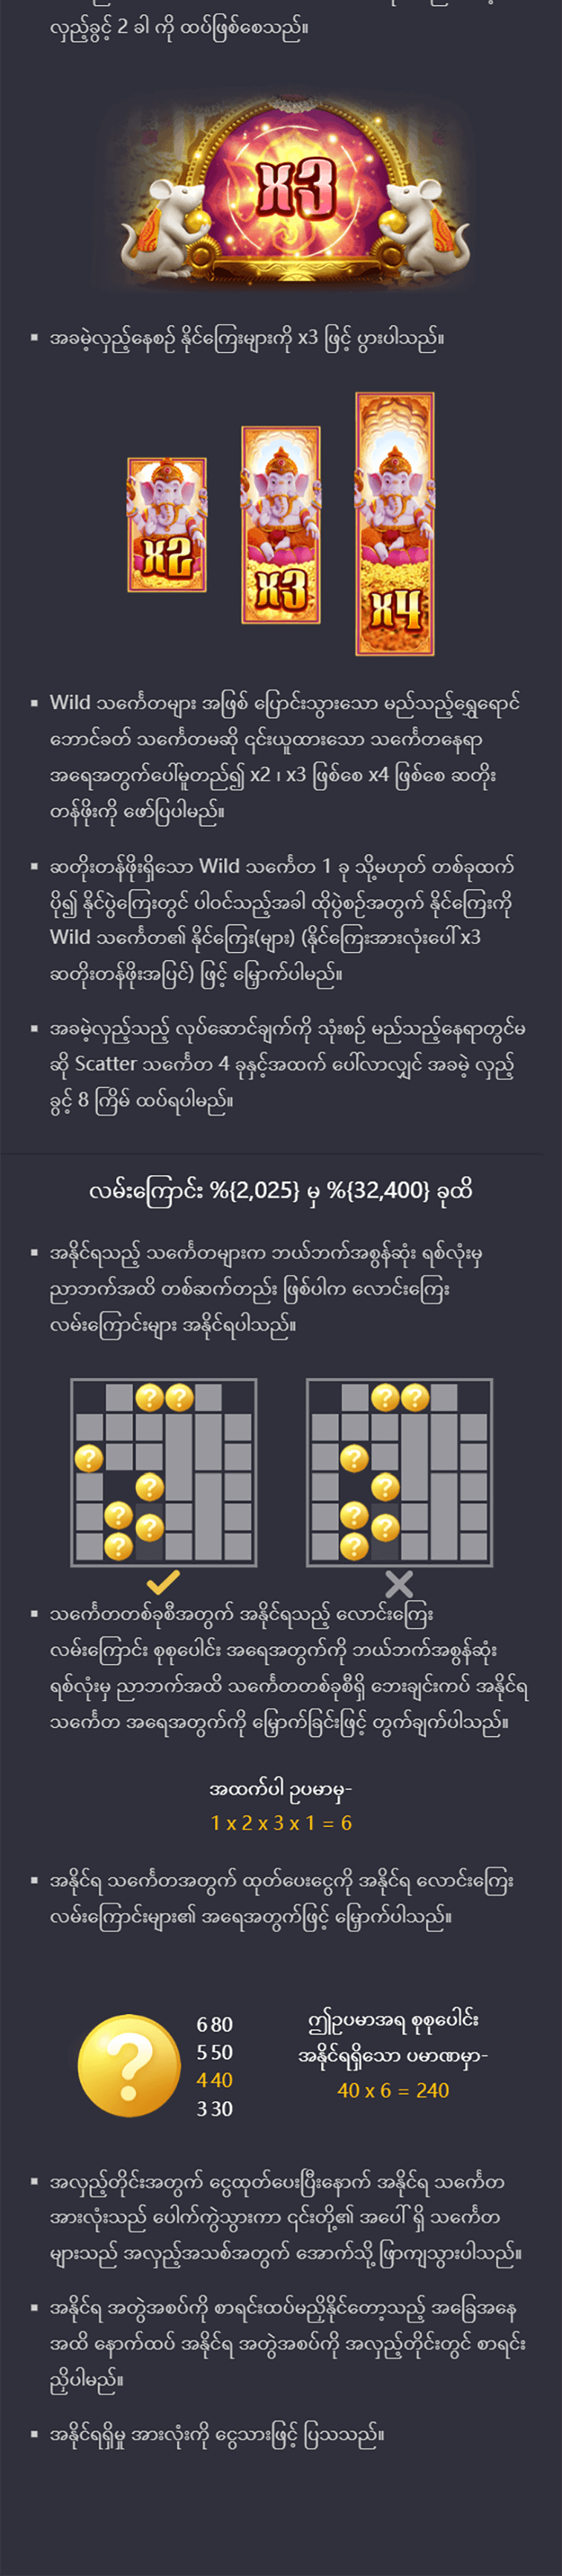 လှည့်ခွင့် 2 ခါ ကို ထပ်ဖြစ်စေသည်။
x3
အခမဲ့လှည့်နေစဉ် နိုင်ကြေးများကို x3 ဖြင့် ပွားပါသည်။
x2
x3
x4
Wild သင်္ကေတများ အဖြစ် ပြောင်းသွားသော မည်သည့်ရွှေရောင်
ဘောင်ခတ် သင်္ကေတမဆို ၎င်းယူထားသော သင်္ကေတနေရာ
အရေအတွက်ပေါ်မူတည်၍ x2 ၊ x3 ဖြစ်စေ x4 ဖြစ်စေ ဆတိုး
တန်ဖိုးကို ဖော်ပြပါမည်။
ဆတိုးတန်ဖိုးရှိသော Wild သင်္ကေတ 1 ခု သို့မဟုတ် တစ်ခုထက်
ပို၍ နိုင်ပွဲကြေးတွင် ပါဝင်သည့်အခါ ထိုပွဲစဉ်အတွက် နိုင်ကြေးကို
Wild သင်္ကေတ၏ နိုင်ကြေး(များ) (နိုင်ကြေးအားလုံးပေါ် x3
ဆတိုးတန်ဖိုးအပြင်) ဖြင့် မြှောက်ပါမည်။
အခမဲ့လှည့်သည့် လုပ်ဆောင်ချက်ကို သုံးစဉ် မည်သည့်နေရာတွင်မ
ဆို Scatter သင်္ကေတ 4 ခုနှင့်အထက် ပေါ်လာလျှင် အခမဲ့ လှည့်
ခွင့် 8 ကြိမ် ထပ်ရပါမည်။
လမ်းကြောင်း %{2,025} မှ %{32,400} ခုထိ
အနိုင်ရသည့် သင်္ကေတများက ဘယ်ဘက်အစွန်ဆုံး ရစ်လုံးမှ
ညာဘက်အထိ တစ်ဆက်တည်း ဖြစ်ပါက လောင်းကြေး
လမ်းကြောင်းများ အနိုင်ရပါသည်။
သင်္ကေတတစ်ခုစီအတွက် အနိုင်ရသည့် လောင်းကြေး
လမ်းကြောင်း စုစုပေါင်း အရေအတွက်ကို ဘယ်ဘက်အစွန်ဆုံး
ရစ်လုံးမှ ညာဘက်အထိ သင်္ကေတတစ်ခုစီရှိ ဘေးချင်းကပ် အနိုင်ရ
သင်္ကေတ အရေအတွက်ကို မြှောက်ခြင်းဖြင့် တွက်ချက်ပါသည်။
အထက်ပါ ဥပမာမှ-
1 x 2 x 3 x 1 = 6
အနိုင်ရ သင်္ကေတအတွက် ထုတ်ပေးငွေကို အနိုင်ရ လောင်းကြေး
လမ်းကြောင်းများ၏ အရေအတွက်ဖြင့် မြှောက်ပါသည်။
6 80
5 50
4 40
3 30
ဤဥပမာအရ စုစုပေါင်း
အနိုင်ရရှိသော ပမာဏမှာ-
40 x 6 = 240
အလှည့်တိုင်းအတွက် ငွေထုတ်ပေးပြီးနောက် အနိုင်ရ သင်္ကေတ
အားလုံးသည် ပေါက်ကွဲသွားကာ ၎င်းတို့၏ အပေါ် ရှိ သင်္ကေတ
များသည် အလှည့်အသစ်အတွက် အောက်သို့ ဖြာကျသွားပါသည်။
အနိုင်ရ အတွဲအစပ်ကို စာရင်းထပ်မညှိနိုင်တော့သည့် အခြေအနေ
အထိ နောက်ထပ် အနိုင်ရ အတွဲအစပ်ကို အလှည့်တိုင်းတွင် စာရင်း
ညှိပါမည်။
အနိုင်ရရှိမှု အားလုံးကို ငွေသားဖြင့် ပြသသည်။